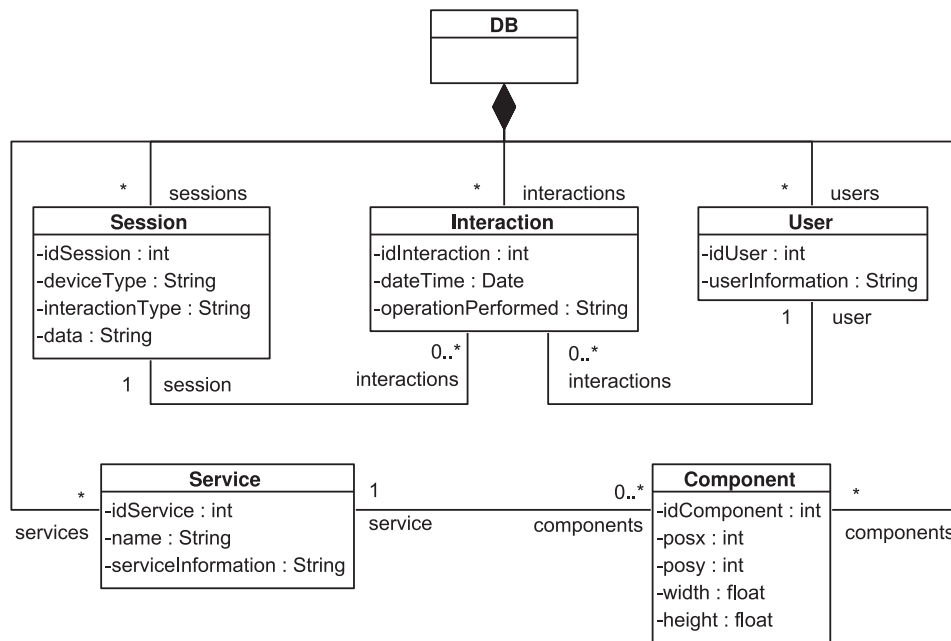 DB
* sessions
* interactions
* users
Session
-idSession : int
-deviceType : String
-interactionType : String
-data : String
Interaction
-idInteraction : int
-dateTime : Date
-operationPerformed : String
User
-idUser : int
-userInformation : String
1 session
0..*
interactions
0..*
interactions
1 user
* services
Service
-idService : int
-name : String
-serviceInformation : String
1
service
0..*
components
Component
-idComponent : int
-posx : int
-posy : int
-width : float
-height : float
*
components